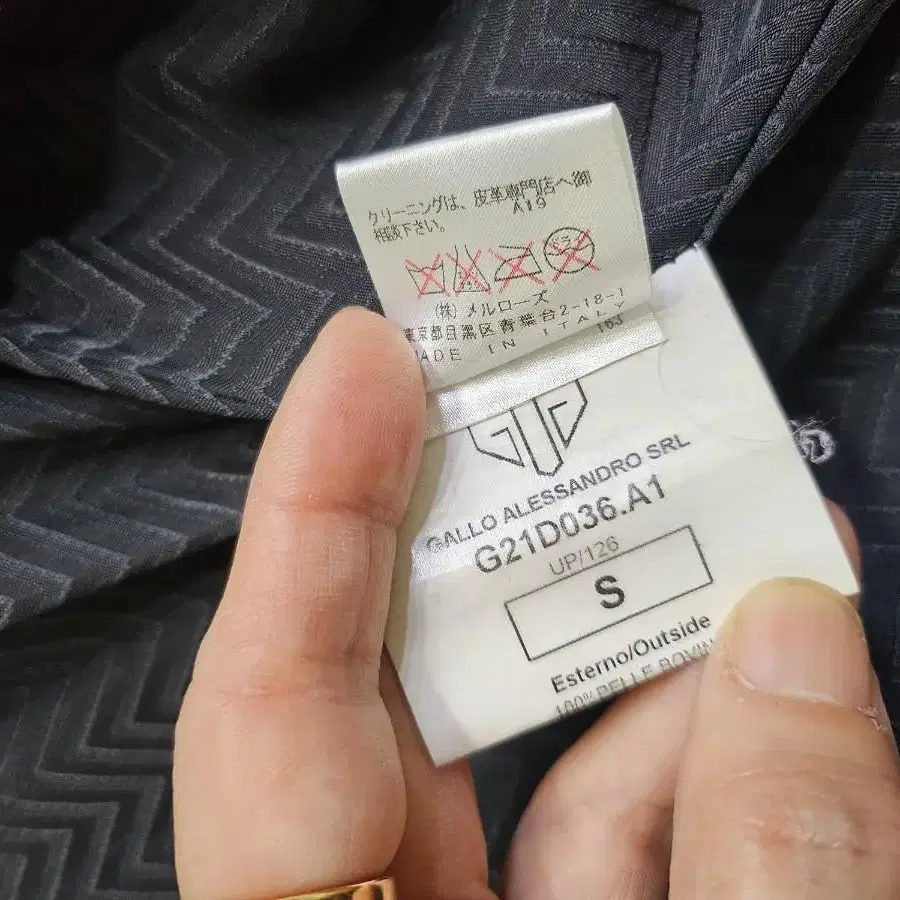 クリーニングは、皮革専門店へ御
相談下さい。
A19
(株) メルローズ
東京都目黒区青葉台2-18-1
MADE IN ITALY
163
GALLO ALESSANDRO SRL
G21D036.A1
UP/126
S
Esterno/Outside
100% PELLE BOVIN